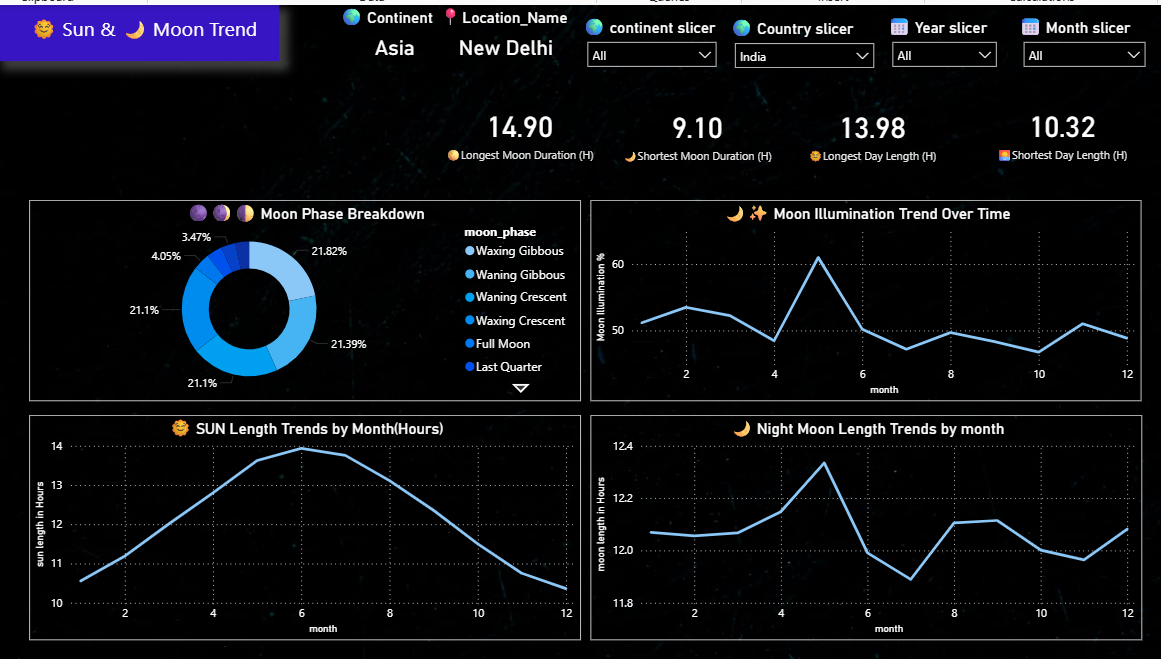 Sun & Moon Trend
Continent
Asia
Location_Name
New Delhi
continent slicer
All
Country slicer
India
Year slicer
All
Month slicer
All
14.90
Longest Moon Duration (H)
9.10
Shortest Moon Duration (H)
13.98
Longest Day Length (H)
10.32
Shortest Day Length (H)
Moon Phase Breakdown
3.47%
4.05%
21.1%
21.1%
21.82%
21.39%
moon_phase
Waxing Gibbous
Waning Gibbous
Waning Crescent
Waxing Crescent
Full Moon
Last Quarter
Moon Illumination Trend Over Time
Moon Illumination %
60
50
2 4 6 8 10 12
month
SUN Length Trends by Month(Hours)
sun length in Hours
14
13
12
11
10
2 4 6 8 10 12
month
Night Moon Length Trends by month
moon length in Hours
12.4
12.2
12.0
11.8
2 4 6 8 10 12
month